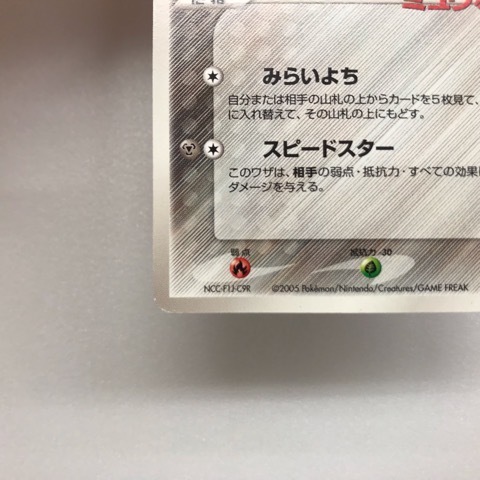 みらいよち
自分または相手の山札の上からカードを5枚見て、
に入れ替えて、その山札の上にもどす。
スピードスター
このワザは、相手の弱点・抵抗力・すべての効果
ダメージを与える。
弱点
抵抗力 -30
NCC-F1J-C9R
©2005 Pokémon/Nintendo/Creatures/GAME FREAK